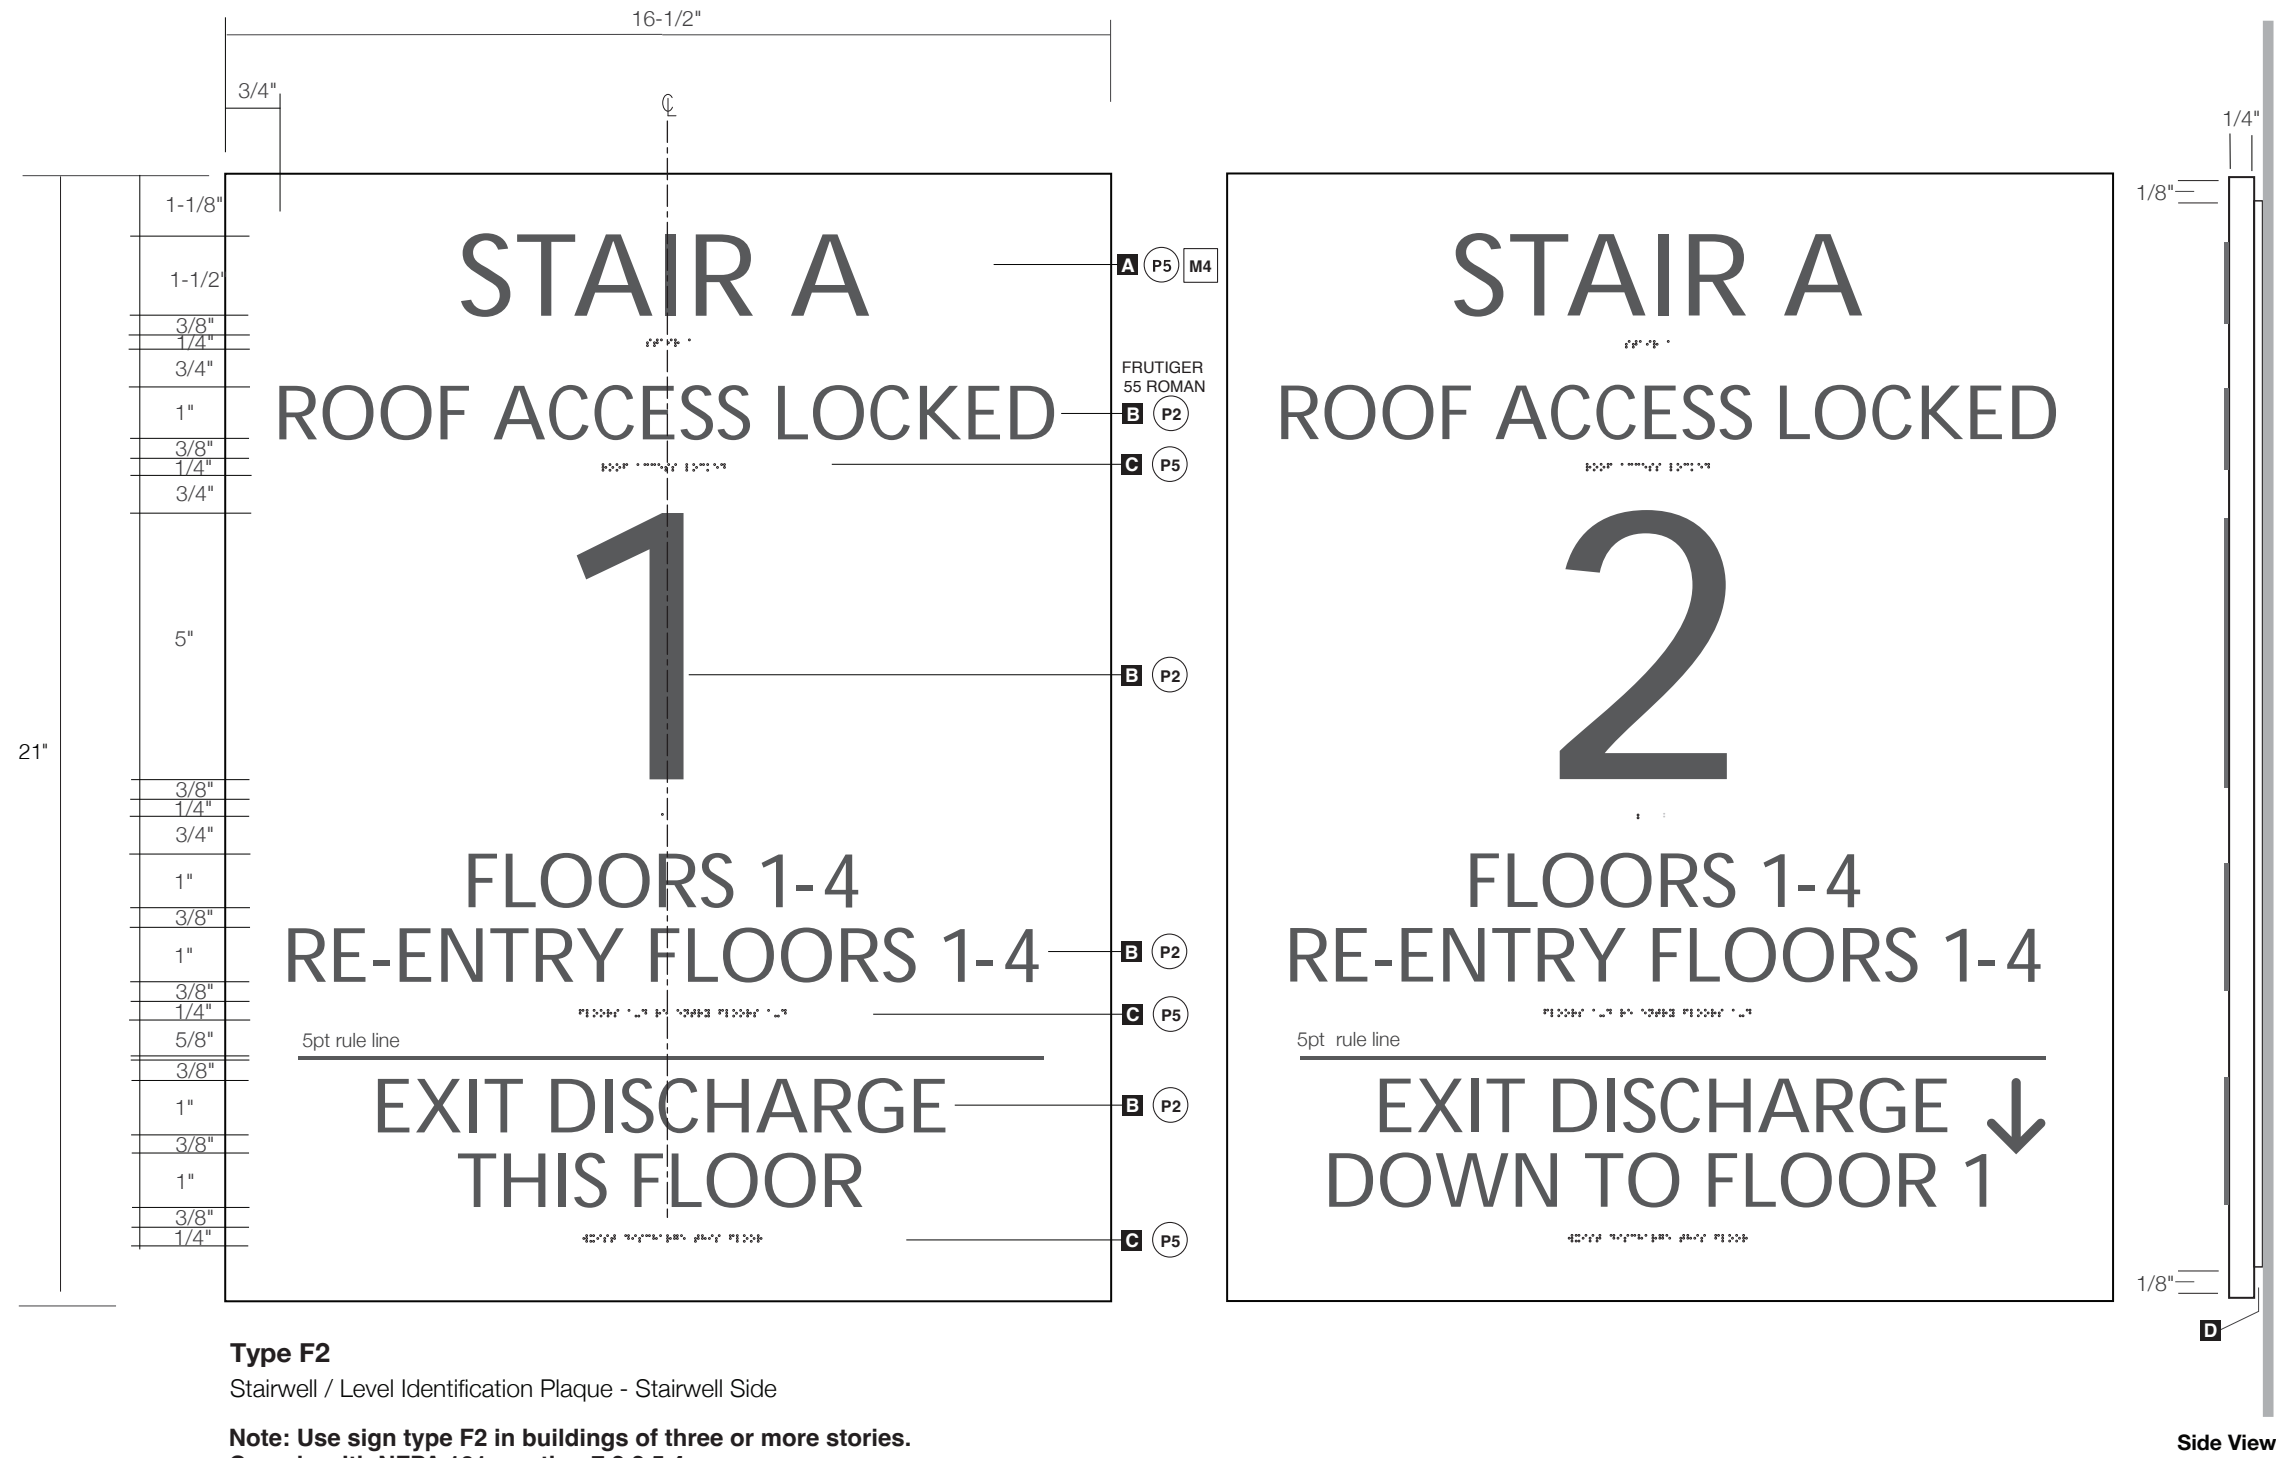 16-1/2"
3/4"
CL
1/4"
1-1/8"
1/8"
STAIR A
STAIR A
A P5 M4
1-1/2"
3/8"
1/4"
3/4"
FRUTIGER
55 ROMAN
ROOF ACCESS LOCKED
B P2
ROOF ACCESS LOCKED
1"
3/8"
1/4"
C P5
3/4"
1
2
5"
B P2
21"
3/8"
1/4"
3/4"
FLOORS 1-4
FLOORS 1-4
1"
3/8"
RE-ENTRY FLOORS 1-4
B P2
RE-ENTRY FLOORS 1-4
1"
3/8"
1/4"
C P5
5/8"
5pt rule line
5pt rule line
3/8"
EXIT DISCHARGE
B P2
EXIT DISCHARGE ↓
1"
3/8"
THIS FLOOR
DOWN TO FLOOR 1
1"
3/8"
1/4"
C P5
1/8"
D
Type F2
Stairwell / Level Identification Plaque - Stairwell Side
Note: Use sign type F2 in buildings of three or more stories.
Side View